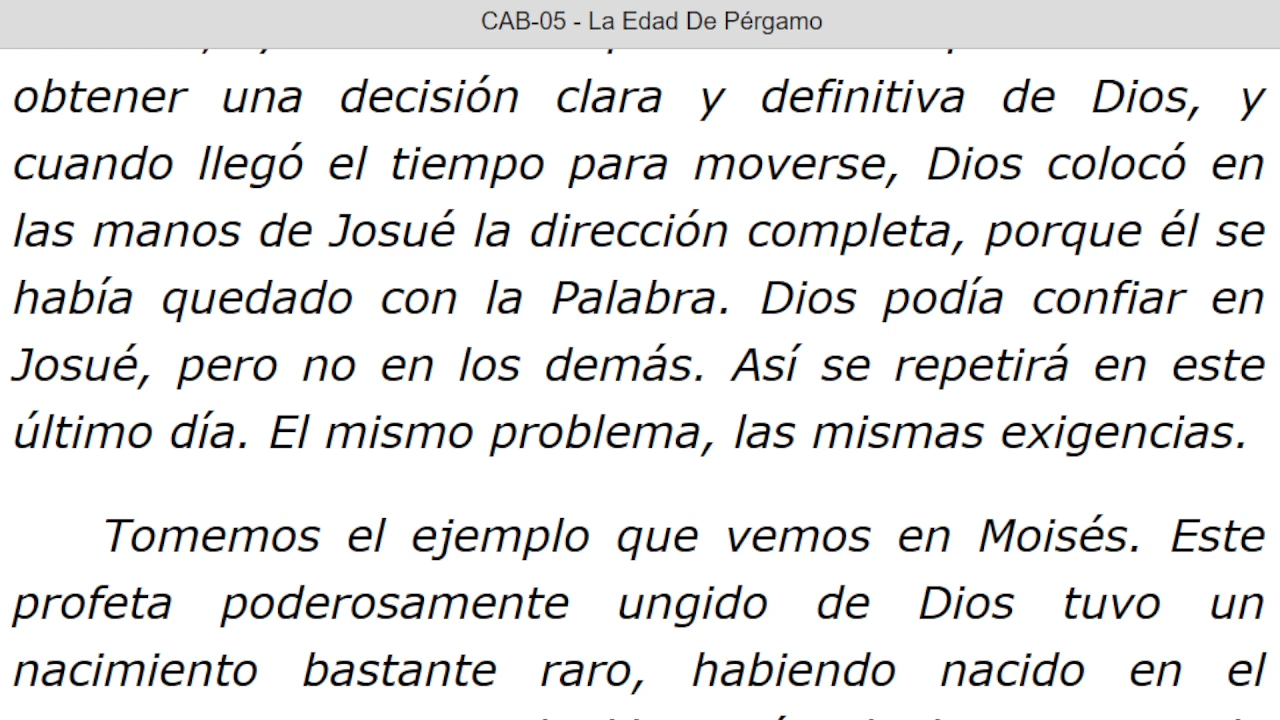 CAB-05 - La Edad De Pérgamo
obtener una decisión clara y definitiva de Dios, y
cuando llegó el tiempo para moverse, Dios colocó en
las manos de Josué la dirección completa, porque él se
había quedado con la Palabra. Dios podía confiar en
Josué, pero no en los demás. Así se repetirá en este
último día. El mismo problema, las mismas exigencias.
Tomemos el ejemplo que vemos en Moisés. Este
profeta poderosamente ungido de Dios tuvo un
nacimiento bastante raro, habiendo nacido en el